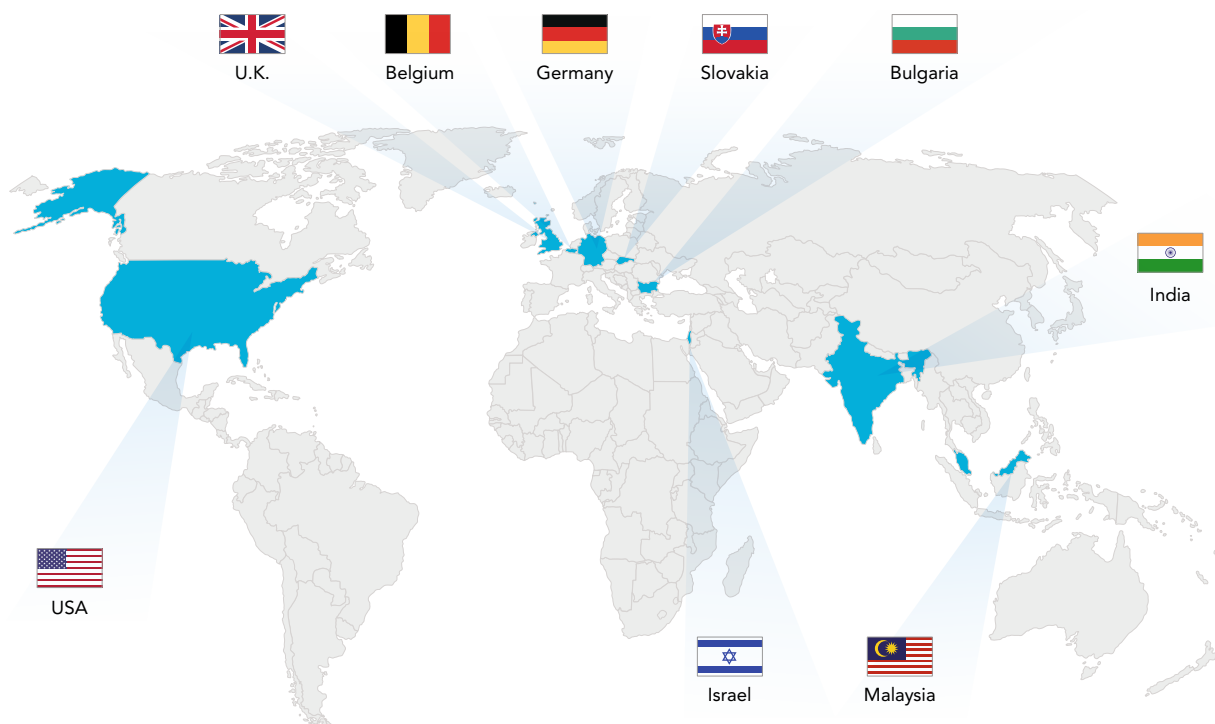 U.K.
Belgium
Germany
Slovakia
Bulgaria
India
USA
Israel
Malaysia